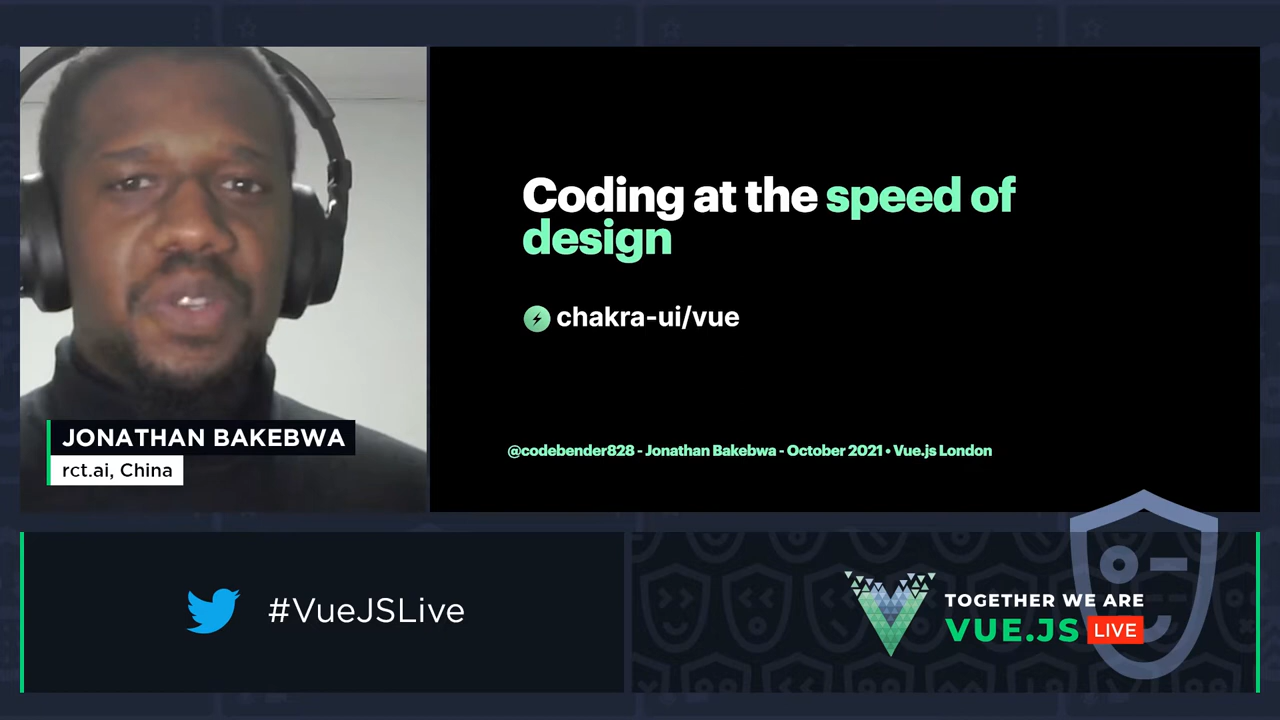 Coding at the speed of
design
chakra-ui/vue
@codebender828 - Jonathan Bakebwa - October 2021 • Vue.js London
JONATHAN BAKEBWA
rct.ai, China
#VueJSLive
TOGETHER WE ARE
VUE.JS LIVE